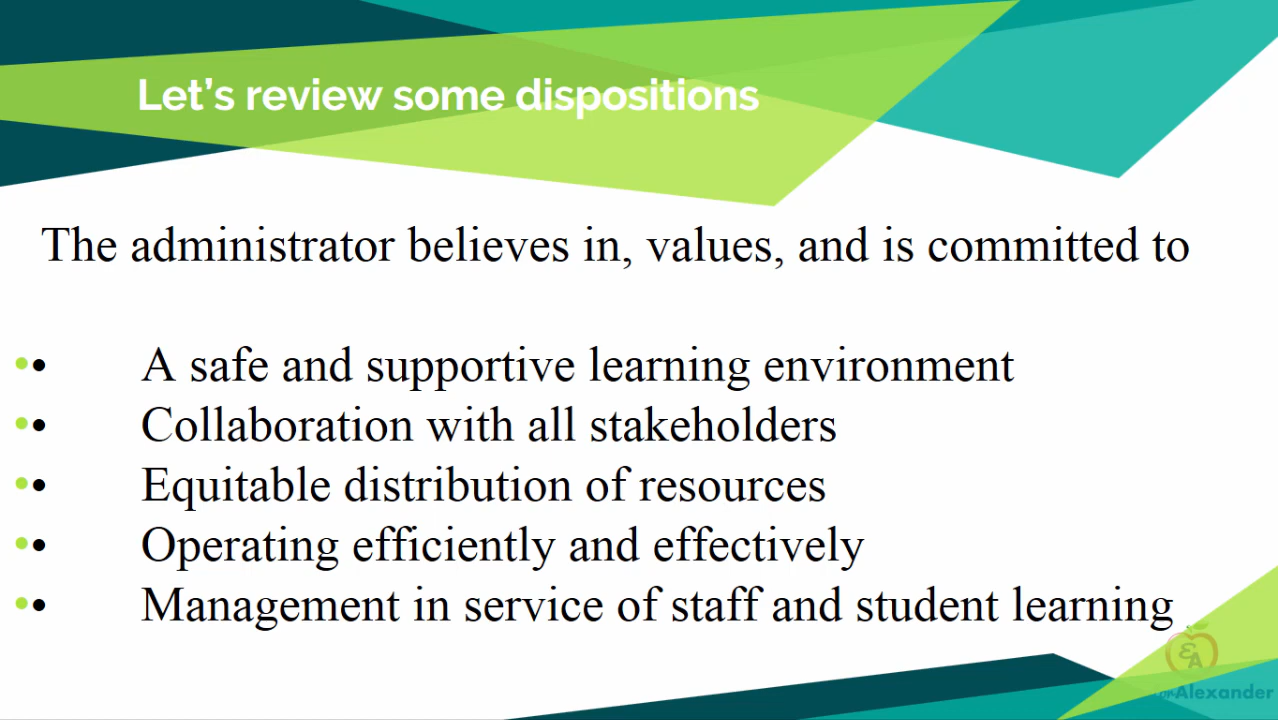 Let's review some dispositions
The administrator believes in, values, and is committed to
•• A safe and supportive learning environment
•• Collaboration with all stakeholders
•• Equitable distribution of resources
•• Operating efficiently and effectively
•• Management in service of staff and student learning
EA
Alexander